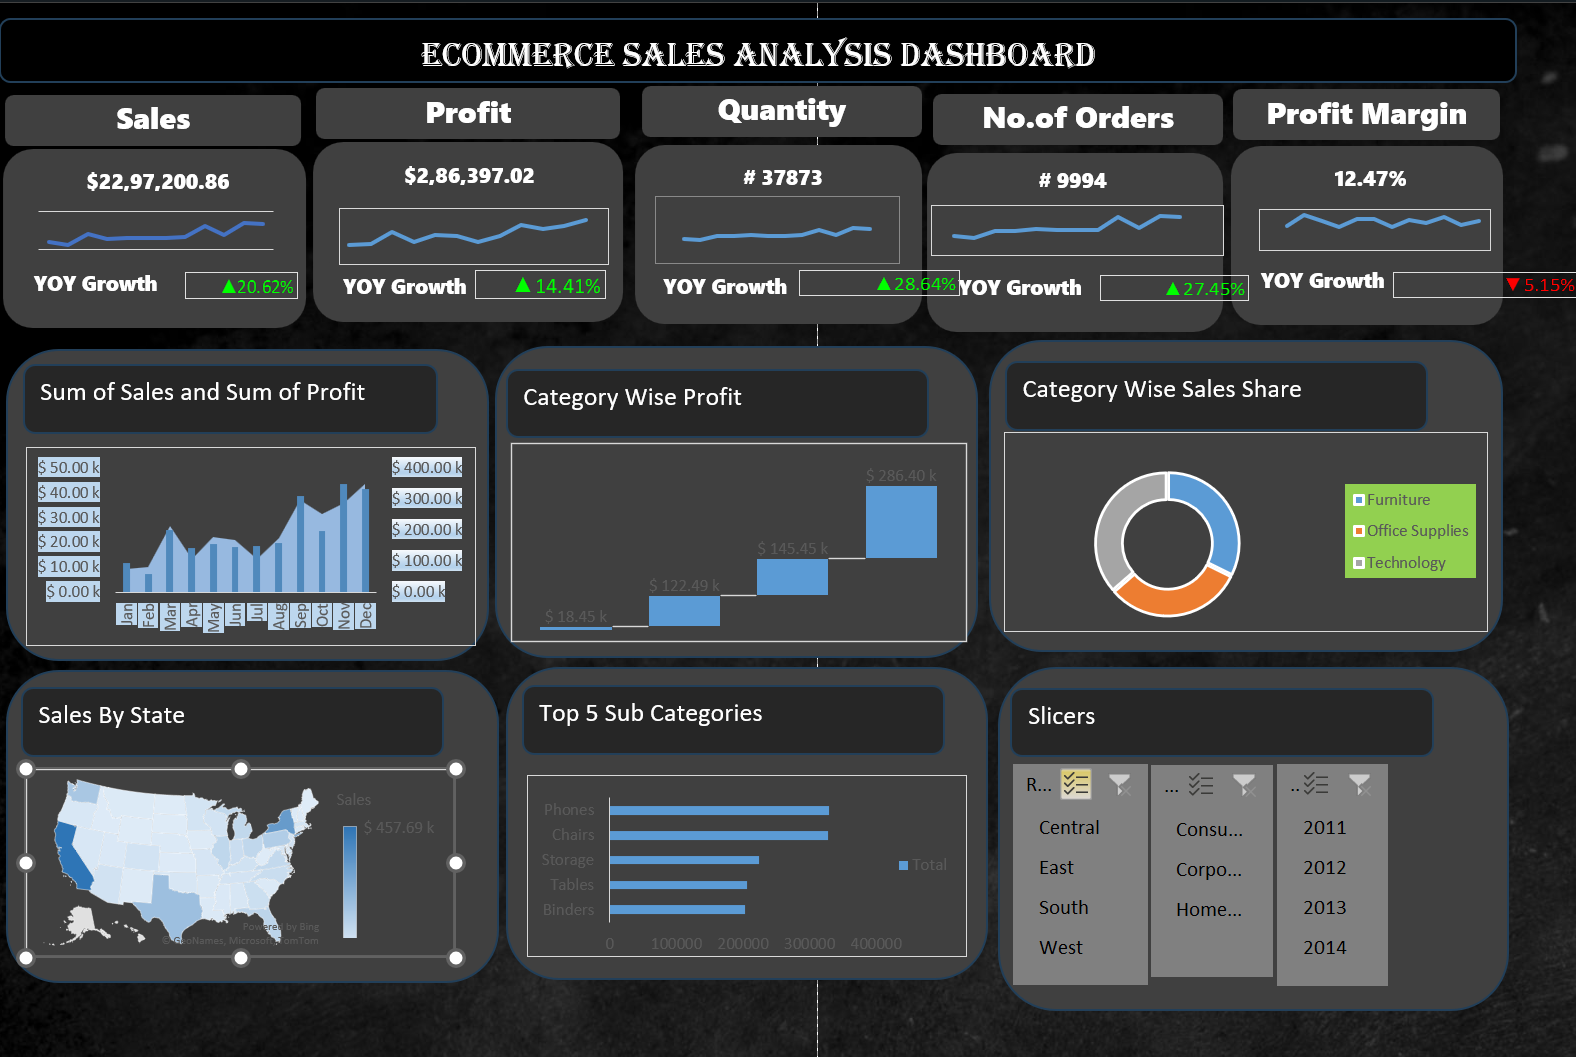 ECOMMERCE SALES ANALYSIS DASHBOARD
Sales
Profit
Quantity
No.of Orders
Profit Margin
$22,97,200.86
$2,86,397.02
# 37873
# 9994
12.47%
YOY Growth
▲20.62%
YOY Growth
▲ 14.41%
YOY Growth
▲28.64%
YOY Growth
▲27.45%
YOY Growth
▼ 5.15%
Sum of Sales and Sum of Profit
$ 50.00 k
$ 40.00 k
$ 30.00 k
$ 20.00 k
$ 10.00 k
$ 0.00 k
$ 400.00 k
$ 300.00 k
$ 200.00 k
$ 100.00 k
$ 0.00 k
Jan
Feb
Mar
Apr
May
Jun
Jul
Aug
Sep
Oct
Nov
Dec
Category Wise Profit
$ 18.45 k
$ 122.49 k
$ 145.45 k
$ 286.40 k
Category Wise Sales Share
Furniture
Office Supplies
Technology
Sales By State
Sales
$ 457.69 k
Powered by Bing
© GeoNames, Microsoft, TomTom
Top 5 Sub Categories
Phones
Chairs
Storage
Tables
Binders
0 100000 200000 300000 400000
Total
Slicers
R...
Central
East
South
West
...
Consu...
Corpo...
Home...
..
2011
2012
2013
2014